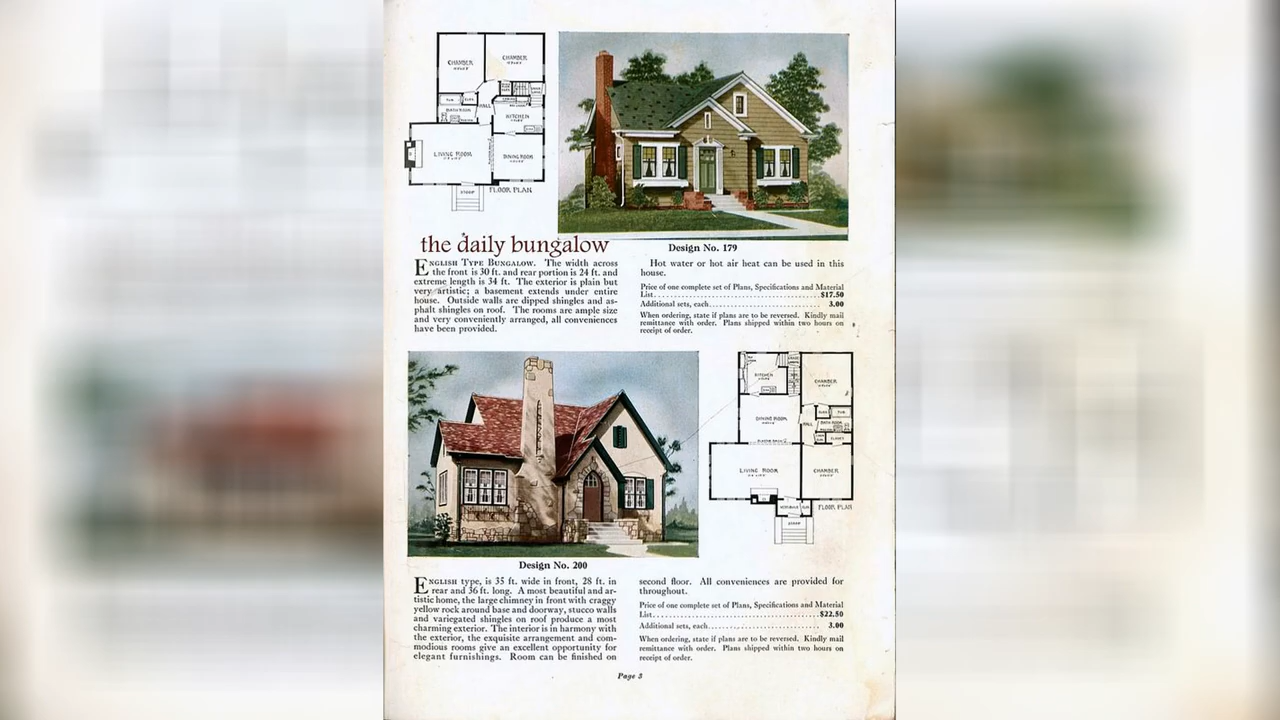 CHAMBER
CHAMBER
HALL
BATH ROOM
KITCHEN
LIVING ROOM
DINING ROOM
STOOP
FLOOR PLAN
the daily bungalow
Design No. 179
ENGLISH TYPE BUNGALOW. The width across
the front is 30 ft. and rear portion is 24 ft. and
extreme length is 34 ft. The exterior is plain but
very artistic; a basement extends under entire
house. Outside walls are dipped shingles and as-
phalt shingles on roof. The rooms are ample size
and very conveniently arranged, all conveniences
have been provided.
Hot water or hot air heat can be used in this
house.
Price of one complete set of Plans, Specifications and Material
List........................................$17.50
Additional sets, each........................... 3.00
When ordering, state if plans are to be reversed. Kindly mail
remittance with order. Plans shipped within two hours on
receipt of order.
KITCHEN
CHAMBER
DINING ROOM
HALL
BATH ROOM
LIVING ROOM
CHAMBER
STOOP
FLOOR PLAN
Design No. 200
ENGLISH type, is 35 ft. wide in front, 28 ft. in
rear and 36 ft. long. A most beautiful and ar-
tistic home, the large chimney in front with craggy
yellow rock around base and doorway, stucco walls
and variegated shingles on roof produce a most
charming exterior. The interior is in harmony with
the exterior, the exquisite arrangement and com-
modious rooms give an excellent opportunity for
elegant furnishings. Room can be finished on
second floor. All conveniences are provided for
throughout.
Price of one complete set of Plans, Specifications and Material
List........................................$22.50
Additional sets, each........................... 3.00
When ordering, state if plans are to be reversed. Kindly mail
remittance with order. Plans shipped within two hours on
receipt of order.
Page 3